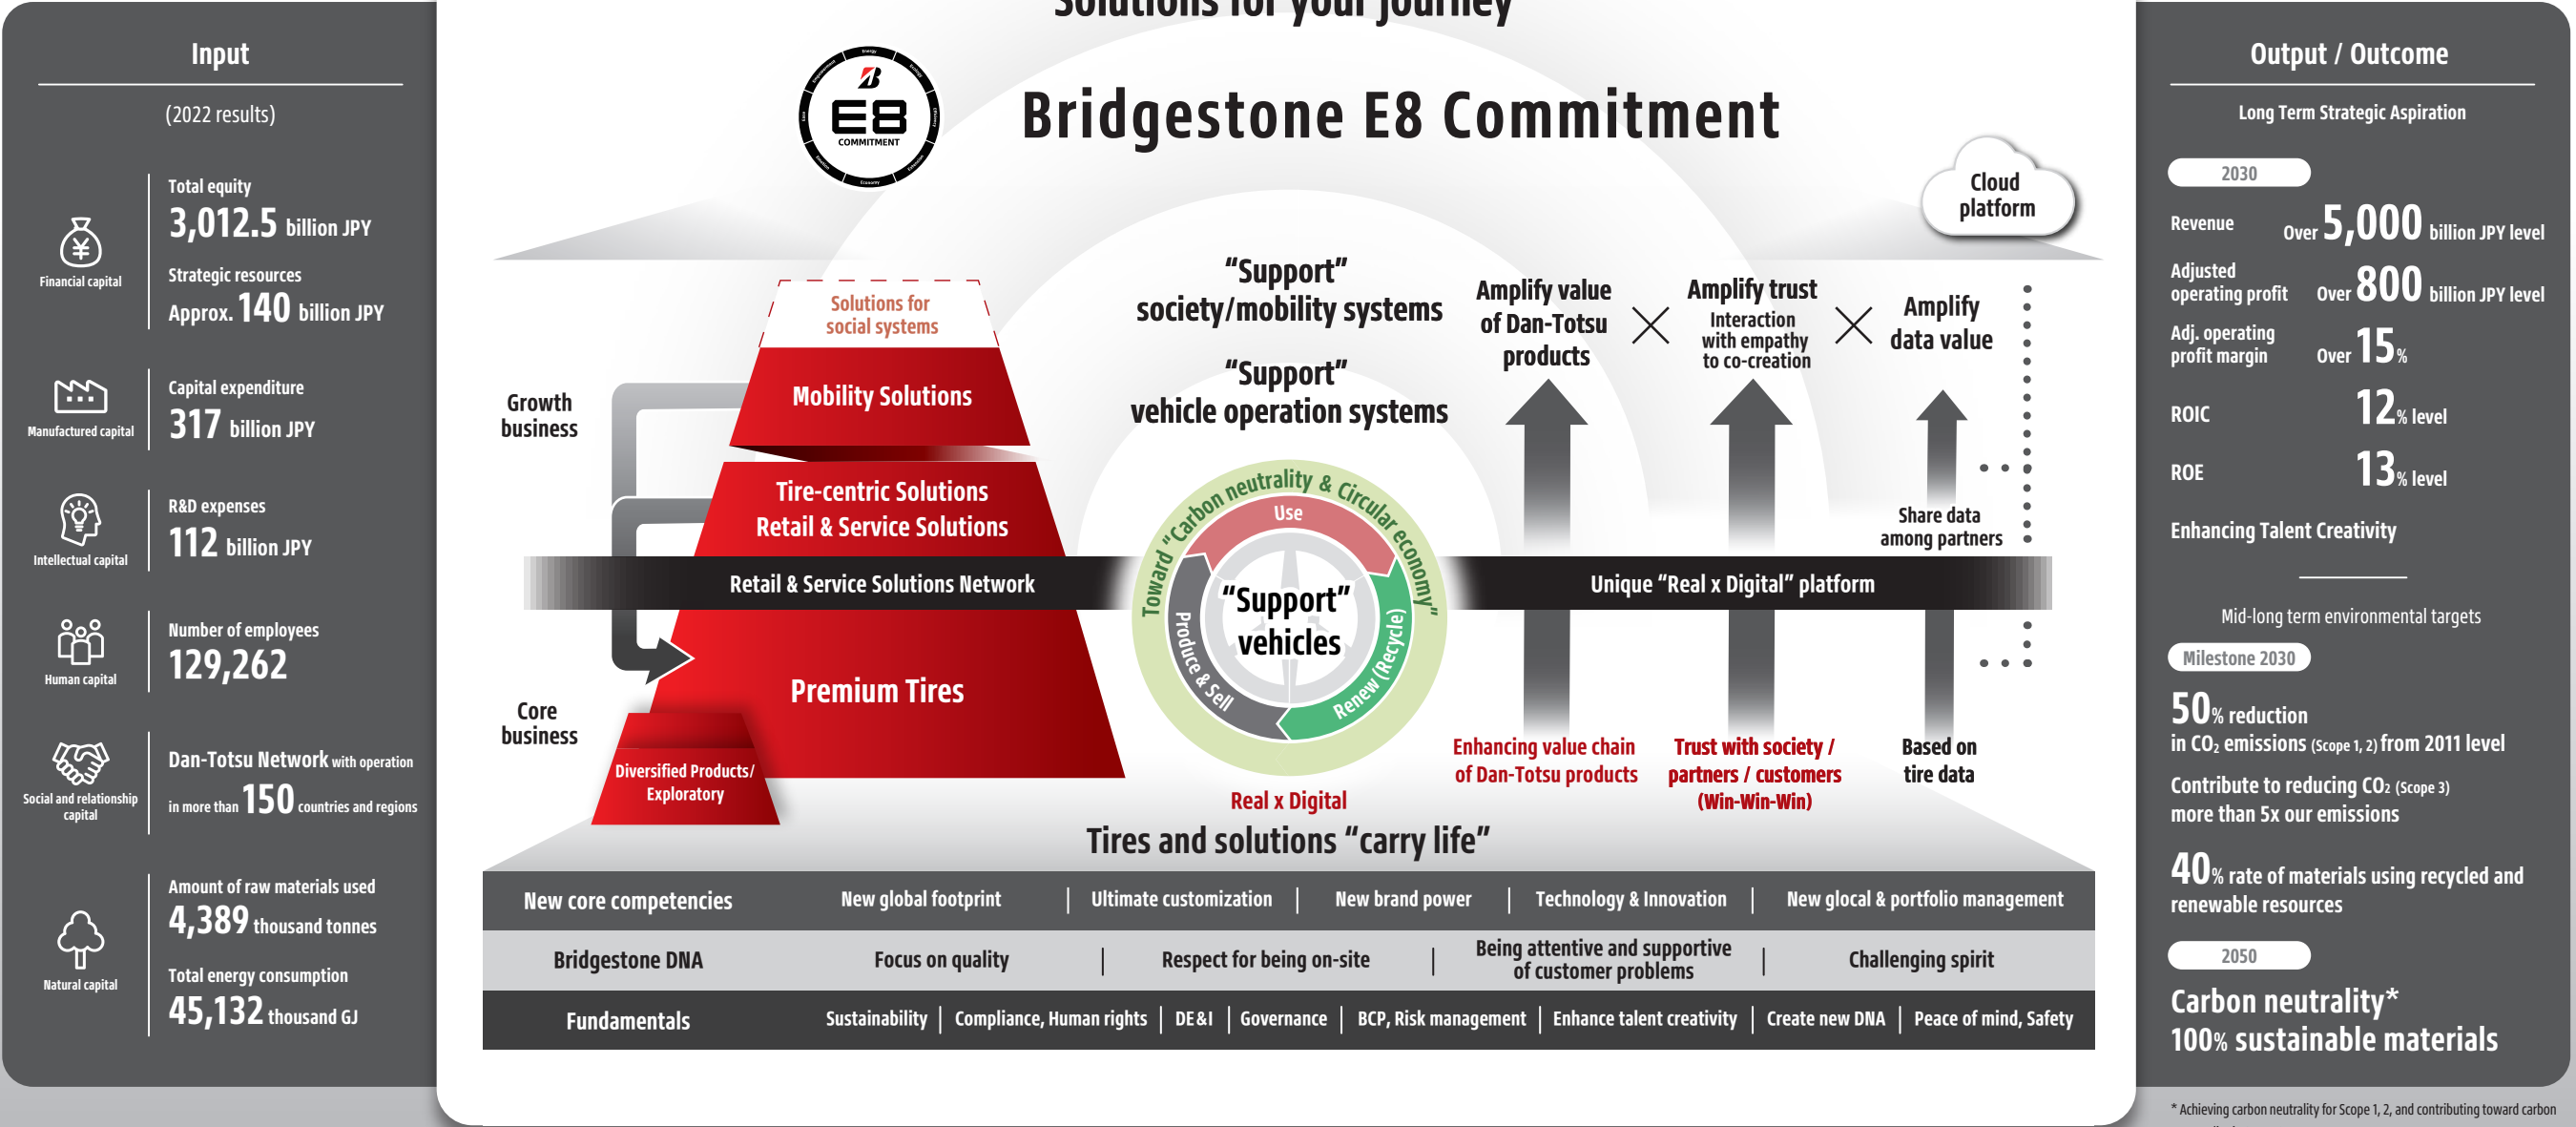 Solutions for your journey
Input
(2022 results)
Financial capital
Total equity
3,012.5 billion JPY
Strategic resources
Approx. 140 billion JPY
Manufactured capital
Capital expenditure
317 billion JPY
Intellectual capital
R&D expenses
112 billion JPY
Human capital
Number of employees
129,262
Social and relationship
capital
Dan-Totsu Network with operation
in more than 150 countries and regions
Natural capital
Amount of raw materials used
4,389 thousand tonnes
Total energy consumption
45,132 thousand GJ
B
E8
COMMITMENT
Energy
Ecology
Efficiency
Extension
Economy
Emotion
Ease
Empowerment
Bridgestone E8 Commitment
Cloud
platform
Growth
business
Core
business
Solutions for
social systems
Mobility Solutions
Tire-centric Solutions
Retail & Service Solutions
Retail & Service Solutions Network
Premium Tires
Diversified Products/
Exploratory
“Support”
society/mobility systems
“Support”
vehicle operation systems
Toward “Carbon neutrality & Circular economy”
Use
Produce & Sell
Renew (Recycle)
“Support”
vehicles
Real x Digital
Amplify value
of Dan-Totsu
products
Amplify trust
Interaction
with empathy
to co-creation
Amplify
data value
Share data
among partners
Unique “Real x Digital” platform
Enhancing value chain
of Dan-Totsu products
Trust with society /
partners / customers
(Win-Win-Win)
Based on
tire data
Tires and solutions “carry life”
New core competencies
New global footprint | Ultimate customization | New brand power | Technology & Innovation | New glocal & portfolio management
Bridgestone DNA
Focus on quality | Respect for being on-site | Being attentive and supportive
of customer problems | Challenging spirit
Fundamentals
Sustainability | Compliance, Human rights | DE&I | Governance | BCP, Risk management | Enhance talent creativity | Create new DNA | Peace of mind, Safety
Output / Outcome
Long Term Strategic Aspiration
2030
Revenue Over 5,000 billion JPY level
Adjusted
operating profit Over 800 billion JPY level
Adj. operating
profit margin Over 15%
ROIC 12% level
ROE 13% level
Enhancing Talent Creativity
Mid-long term environmental targets
Milestone 2030
50% reduction
in CO₂ emissions (Scope 1, 2) from 2011 level
Contribute to reducing CO₂ (Scope 3)
more than 5x our emissions
40% rate of materials using recycled and
renewable resources
2050
Carbon neutrality*
100% sustainable materials
* Achieving carbon neutrality for Scope 1, 2, and contributing toward carbon